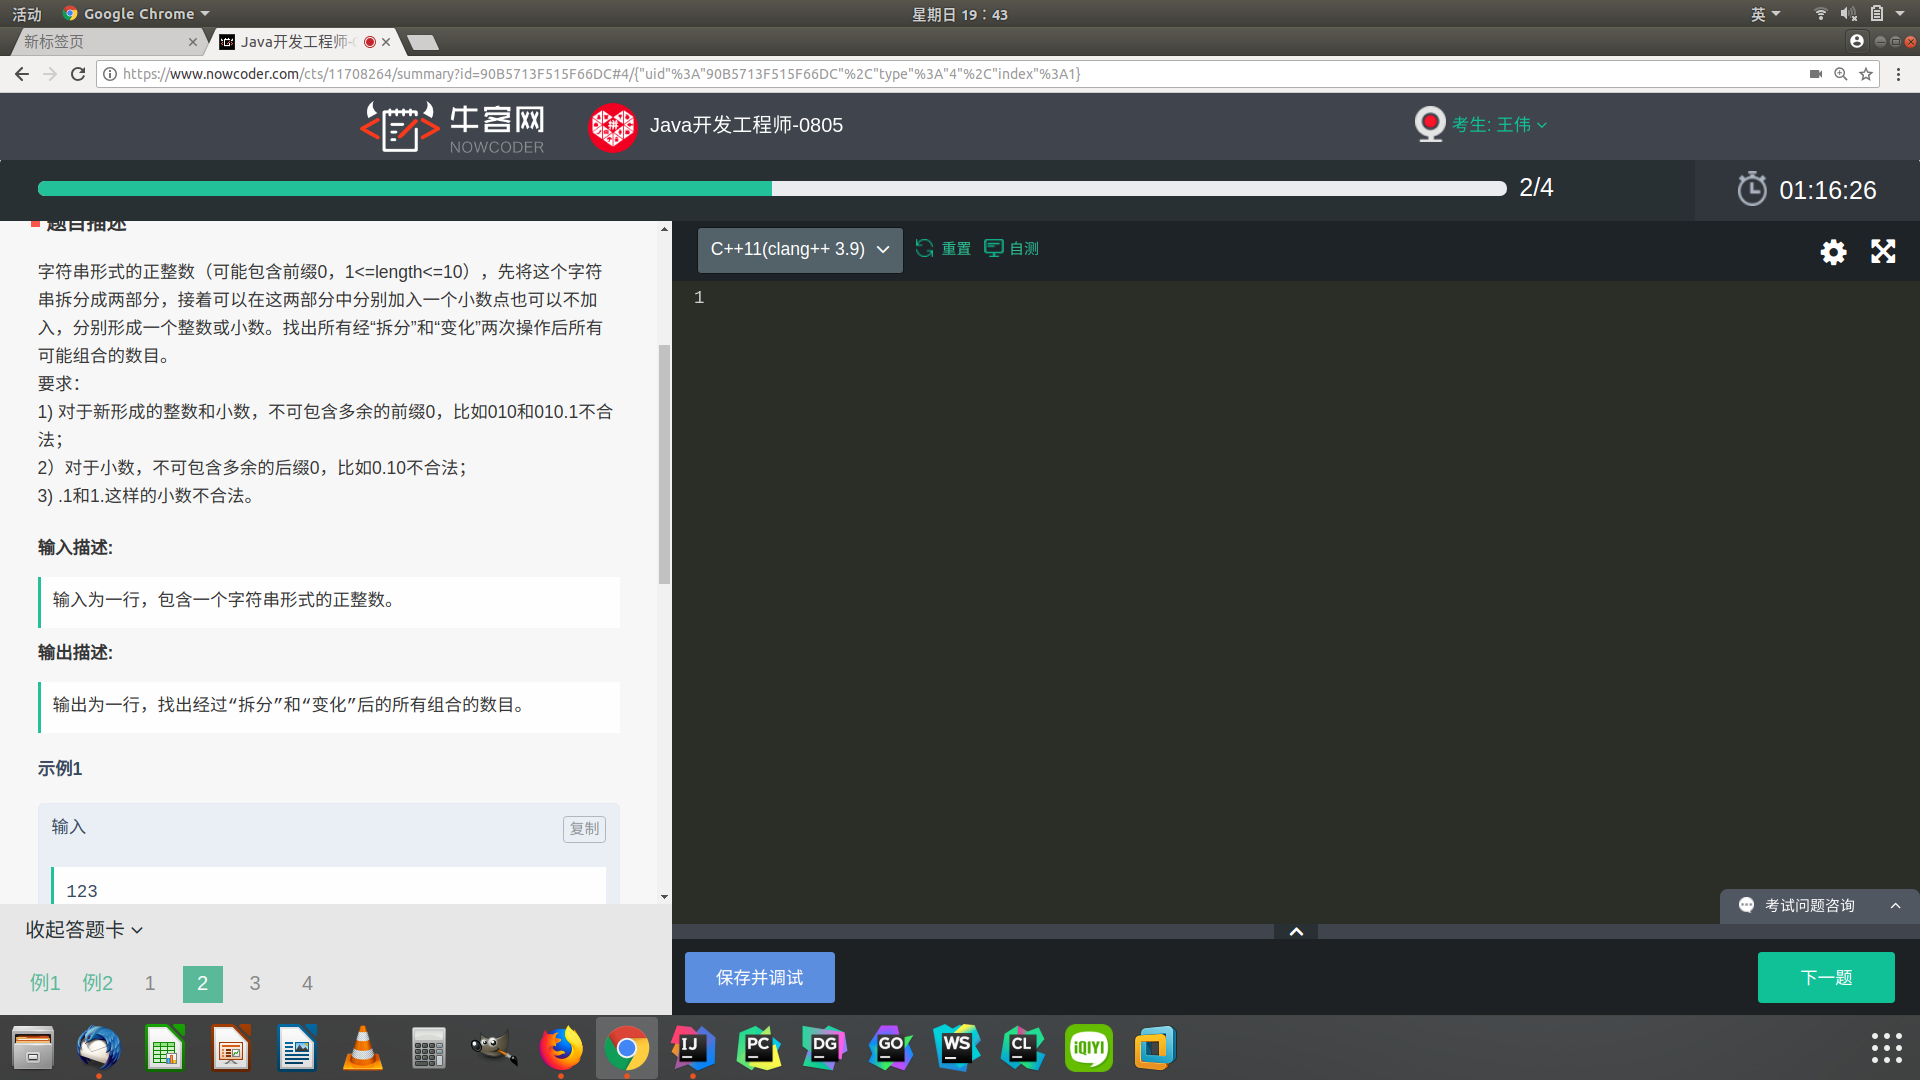 活动
Google Chrome
星期日 19：43
英
新标签页
Java开发工程师-
https://www.nowcoder.com/cts/11708264/summary?id=90B5713F515F66DC#4/{"uid"%3A"90B5713F515F66DC"%2C"type"%3A"4"%2C"index"%3A1}
牛客网
NOWCODER
Java开发工程师-0805
考生: 王伟
2/4
01:16:26
题目描述
字符串形式的正整数（可能包含前缀0，1<=length<=10），先将这个字符
串拆分成两部分，接着可以在这两部分中分别加入一个小数点也可以不加
入，分别形成一个整数或小数。找出所有经“拆分”和“变化”两次操作后所有
可能组合的数目。
要求：
1) 对于新形成的整数和小数，不可包含多余的前缀0，比如010和010.1不合
法；
2）对于小数，不可包含多余的后缀0，比如0.10不合法；
3) .1和1.这样的小数不合法。
输入描述:
输入为一行，包含一个字符串形式的正整数。
输出描述:
输出为一行，找出经过“拆分”和“变化”后的所有组合的数目。
示例1
输入
复制
123
收起答题卡
例1 例2 1 2 3 4
C++11(clang++ 3.9)
重置
自测
1
考试问题咨询
保存并调试
下一题
IJ
PC
DG
GO
WS
CL
iQIYI